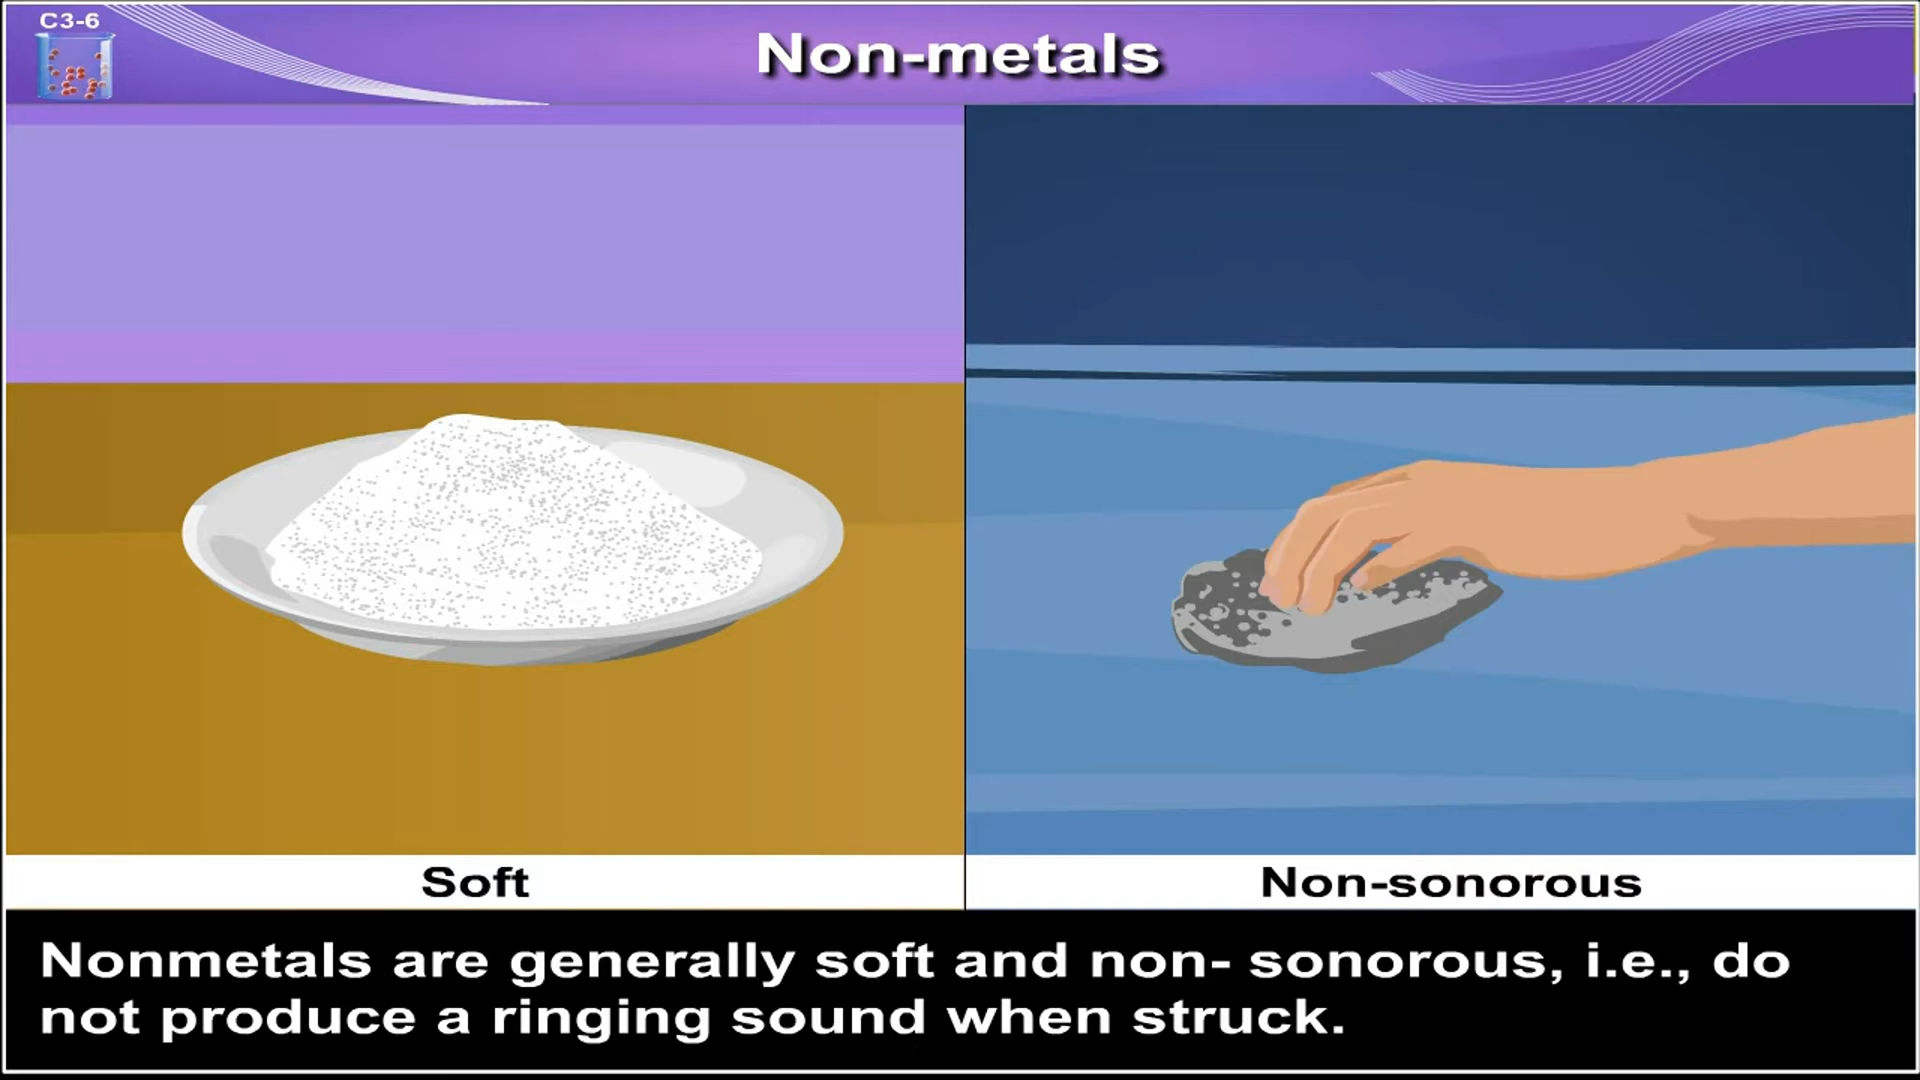 C3-6
Non-metals
Soft
Non-sonorous
Nonmetals are generally soft and non- sonorous, i.e., do
not produce a ringing sound when struck.